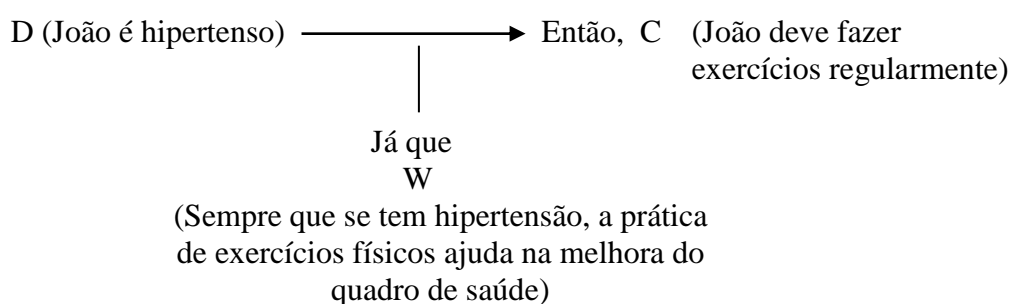 D (João é hipertenso) Então, C (João deve fazer
exercícios regularmente)
Já que
W
(Sempre que se tem hipertensão, a prática
de exercícios físicos ajuda na melhora do
quadro de saúde)